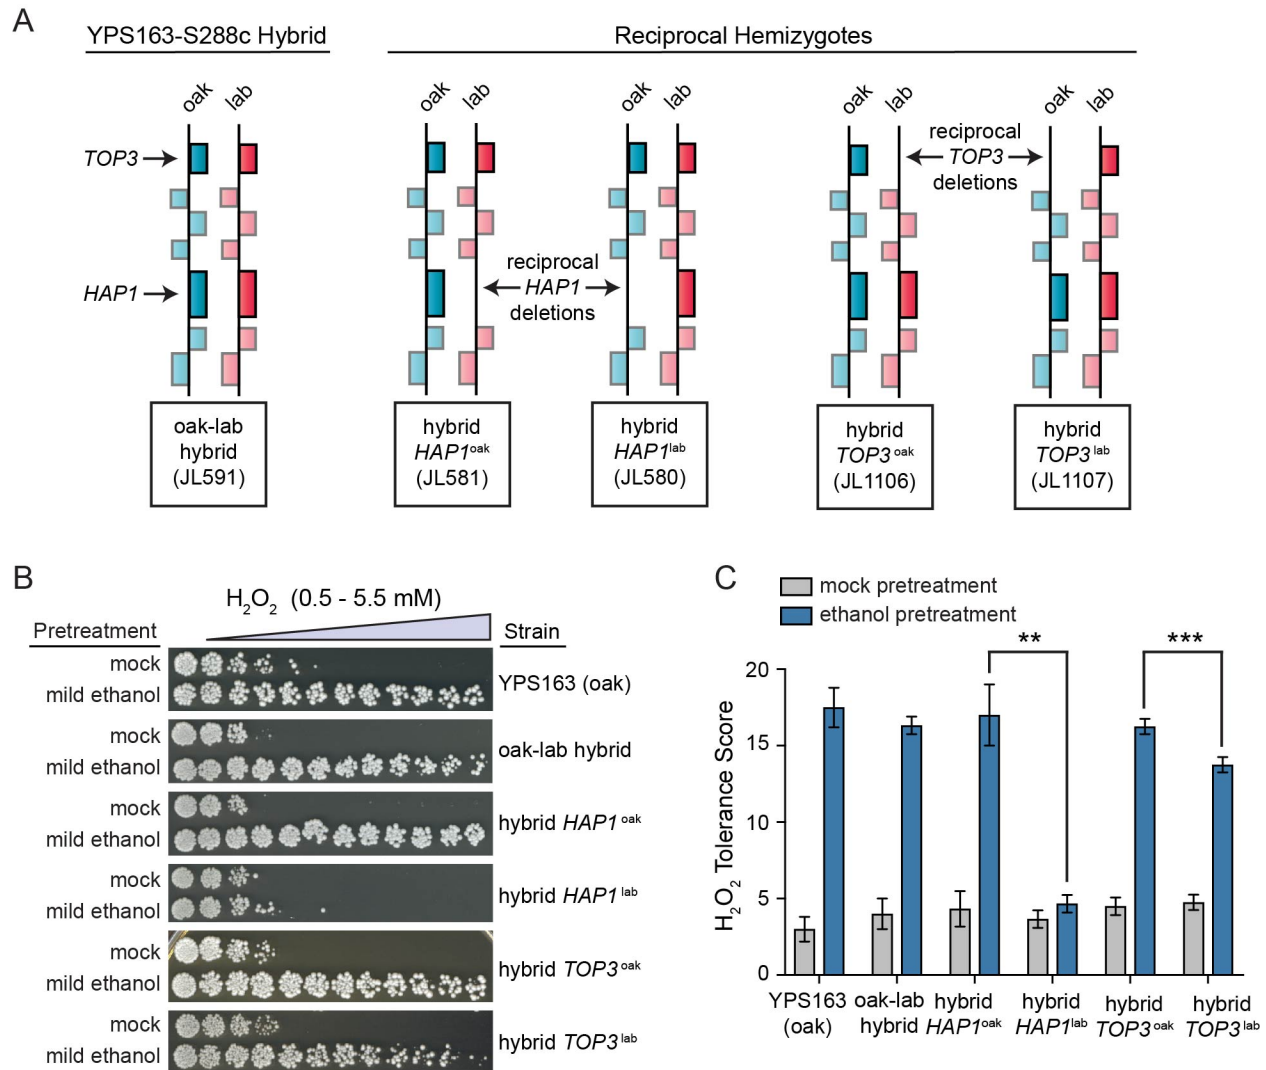 A
YPS163-S288c Hybrid
Reciprocal Hemizygotes
oak lab
oak lab
oak lab
oak lab
oak lab
TOP3
HAP1
reciprocal
HAP1
deletions
reciprocal
TOP3
deletions
oak-lab
hybrid
(JL591)
hybrid
HAP1oak
(JL581)
hybrid
HAP1lab
(JL580)
hybrid
TOP3 oak
(JL1106)
hybrid
TOP3 lab
(JL1107)
B
H2O2 (0.5 - 5.5 mM)
Pretreatment
Strain
mock
mild ethanol
YPS163 (oak)
mock
mild ethanol
oak-lab hybrid
mock
mild ethanol
hybrid HAP1oak
mock
mild ethanol
hybrid HAP1lab
mock
mild ethanol
hybrid TOP3oak
mock
mild ethanol
hybrid TOP3lab
C
mock pretreatment
ethanol pretreatment
**
***
H2O2 Tolerance Score
20
15
10
5
0
YPS163
(oak)
oak-lab
hybrid
hybrid
HAP1oak
hybrid
HAP1lab
hybrid
TOP3oak
hybrid
TOP3lab